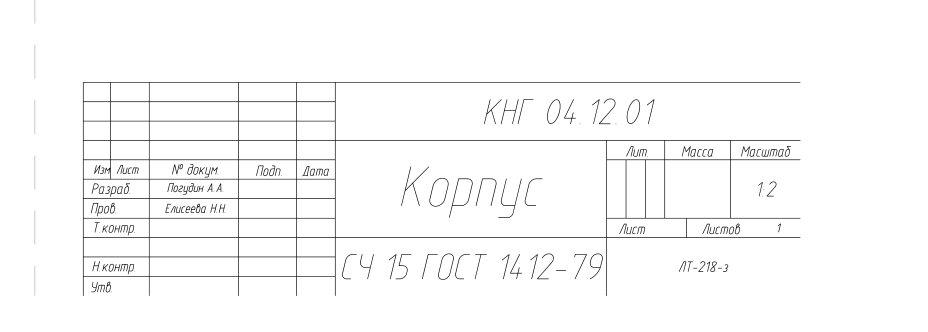 КНГ 04.12.01
Лит. Масса Масштаб
Изм Лист № докум. Подп. Дата
Корпус
Разраб Погудин А.А.
1:2
Пров Елисеева Н.Н.
Т.контр. Лист Листов 1
СЧ 15 ГОСТ 1412-79
Н.контр. ЛТ-218-з
Утв.